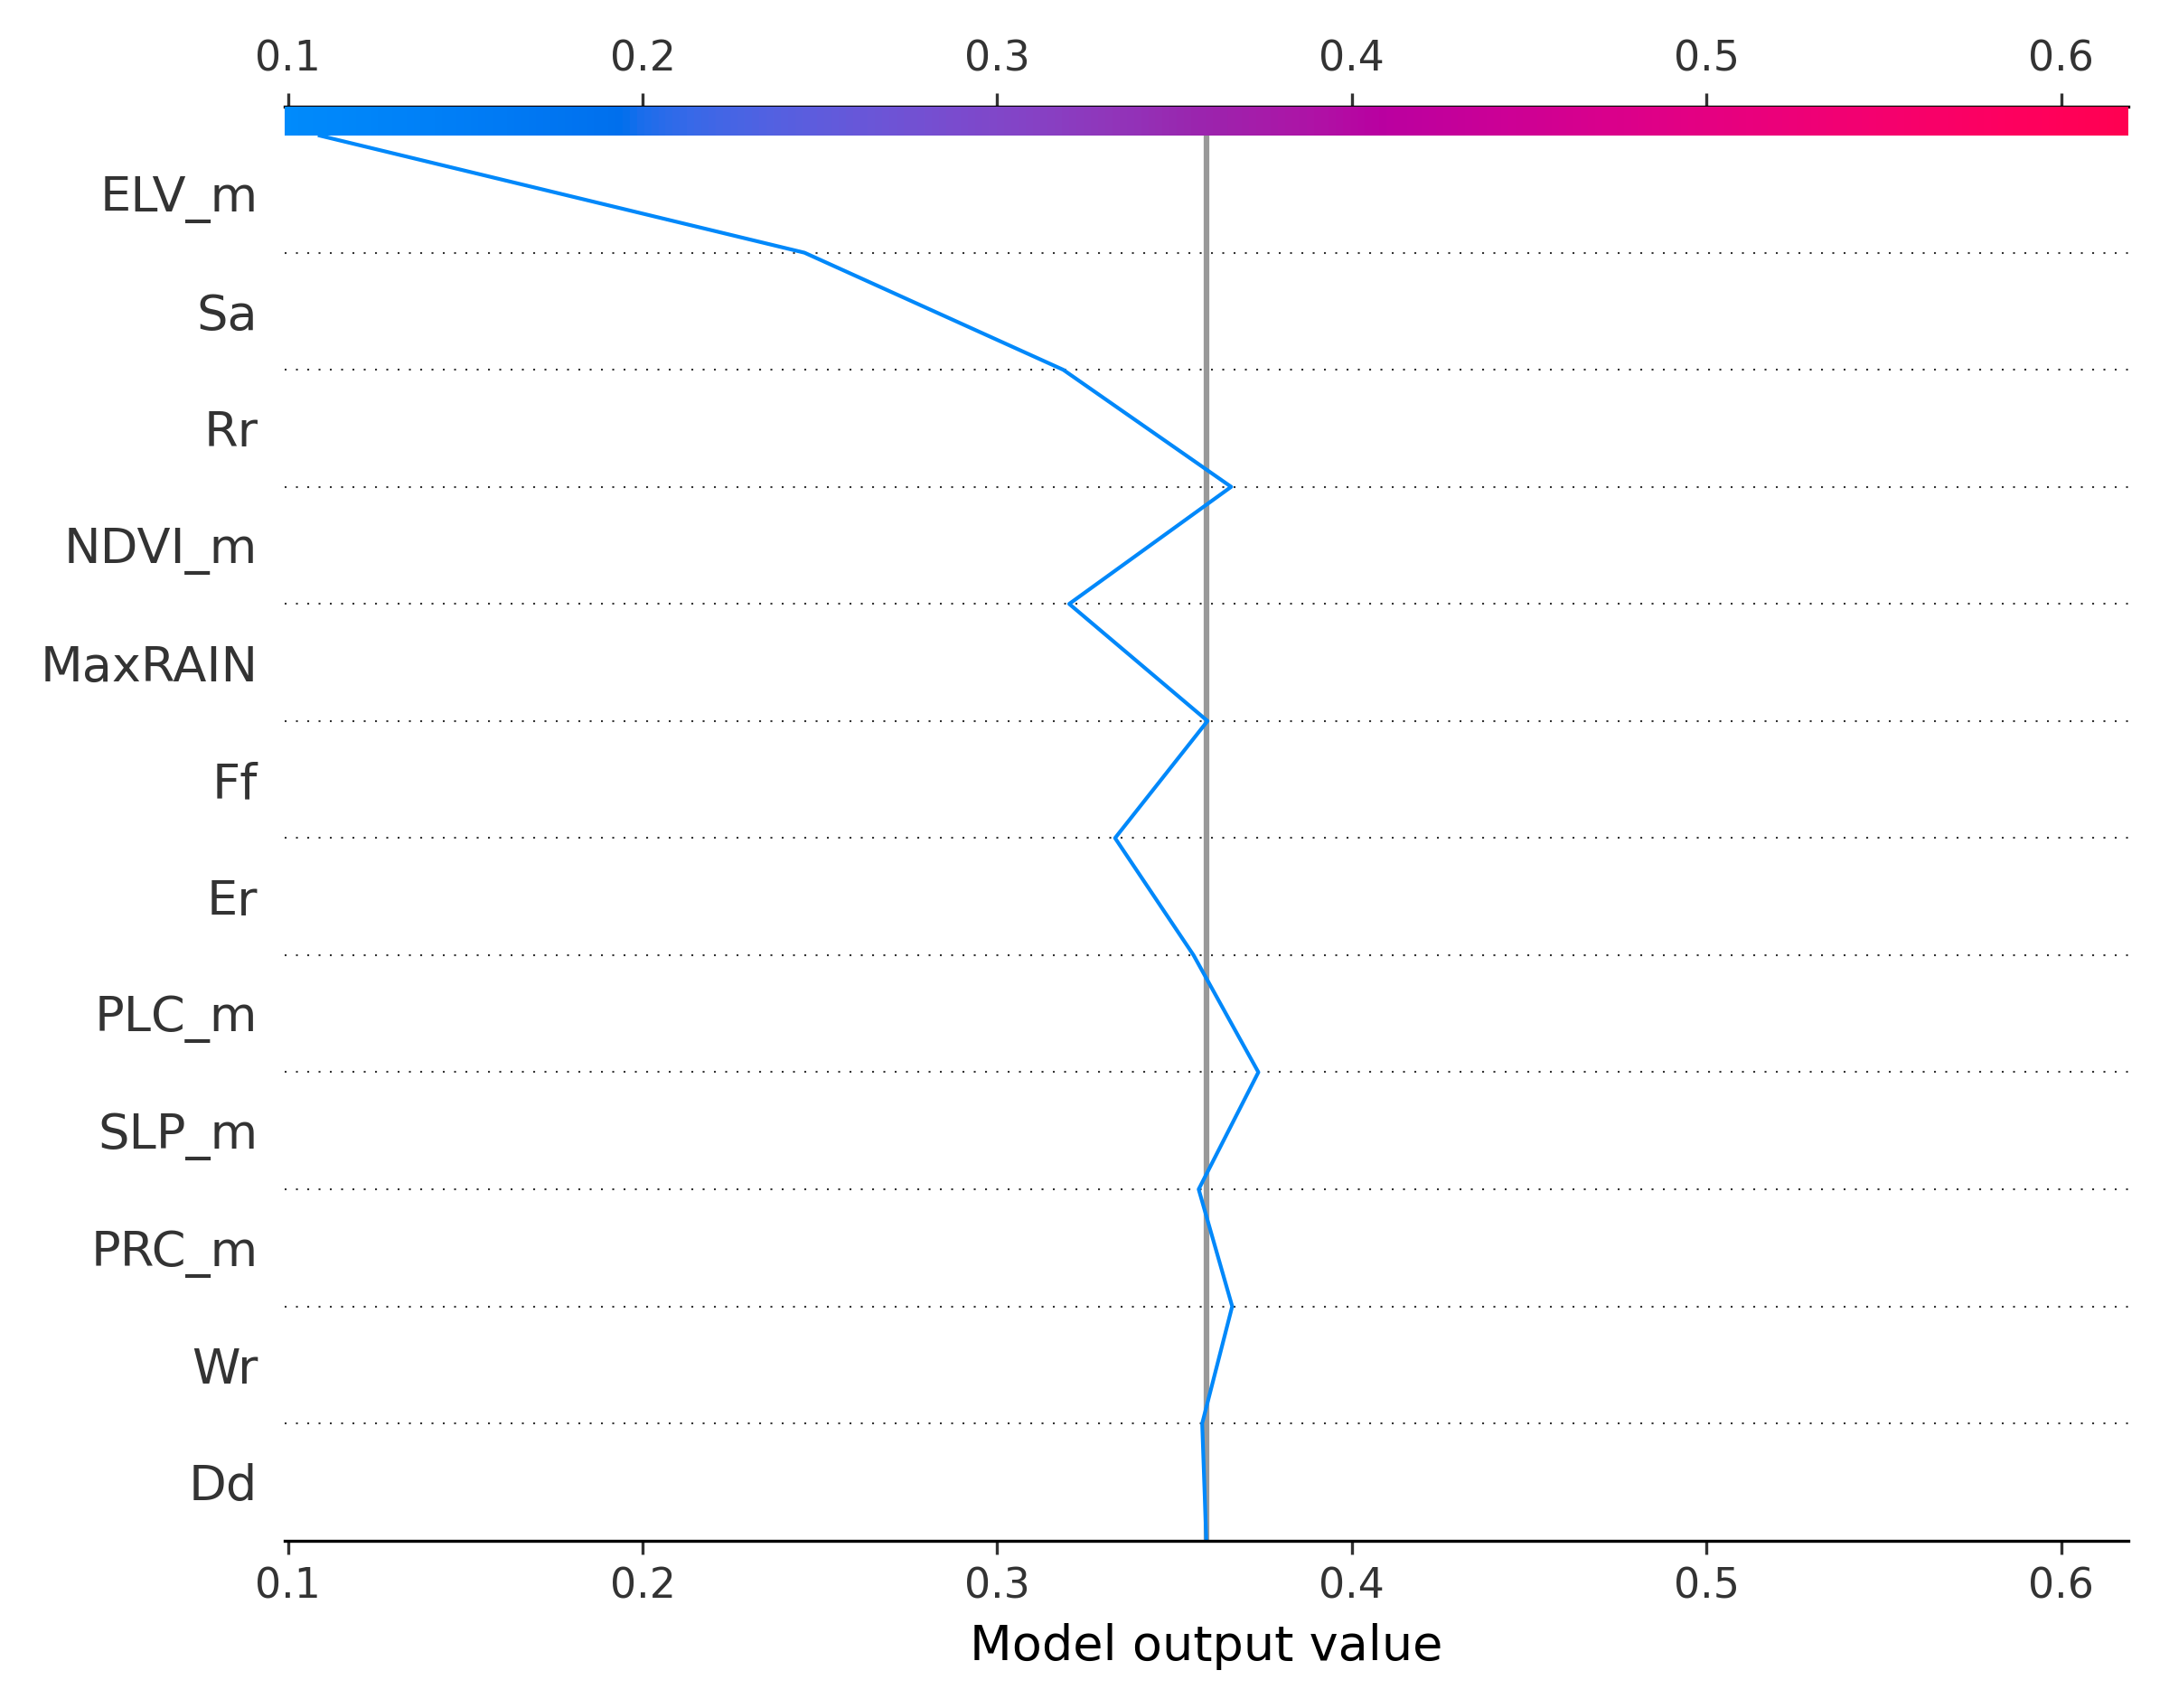 0.1 0.2 0.3 0.4 0.5 0.6
ELV_m
Sa
Rr
NDVI_m
MaxRAIN
Ff
Er
PLC_m
SLP_m
PRC_m
Wr
Dd
0.1 0.2 0.3 0.4 0.5 0.6
Model output value